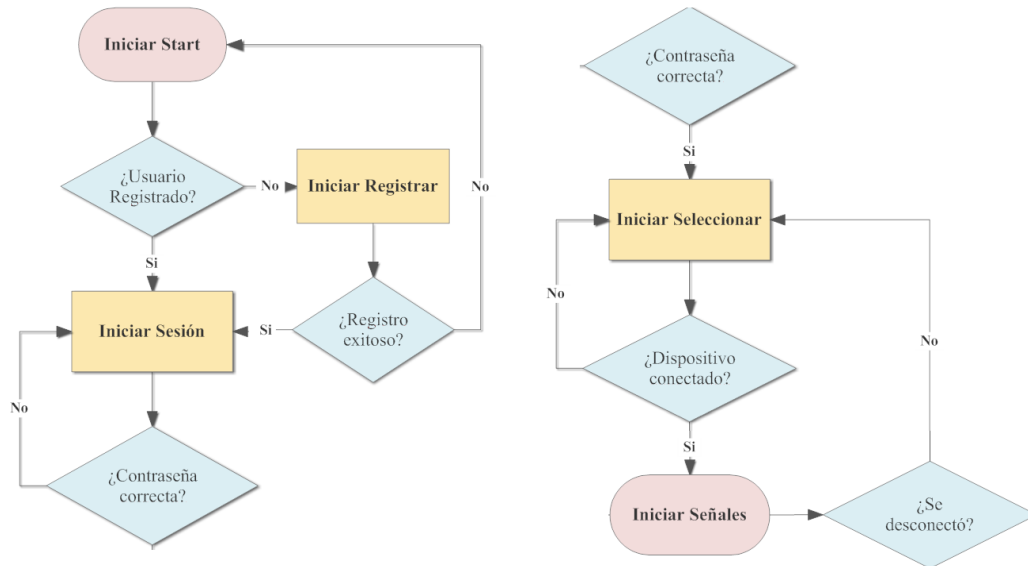 Iniciar Start
¿Usuario
Registrado?
No
Iniciar Registrar
No
Si
Iniciar Sesión
Si
¿Registro
exitoso?
No
¿Contraseña
correcta?
¿Contraseña
correcta?
Si
Iniciar Seleccionar
No
No
¿Dispositivo
conectado?
Si
Iniciar Señales
¿Se
desconectó?